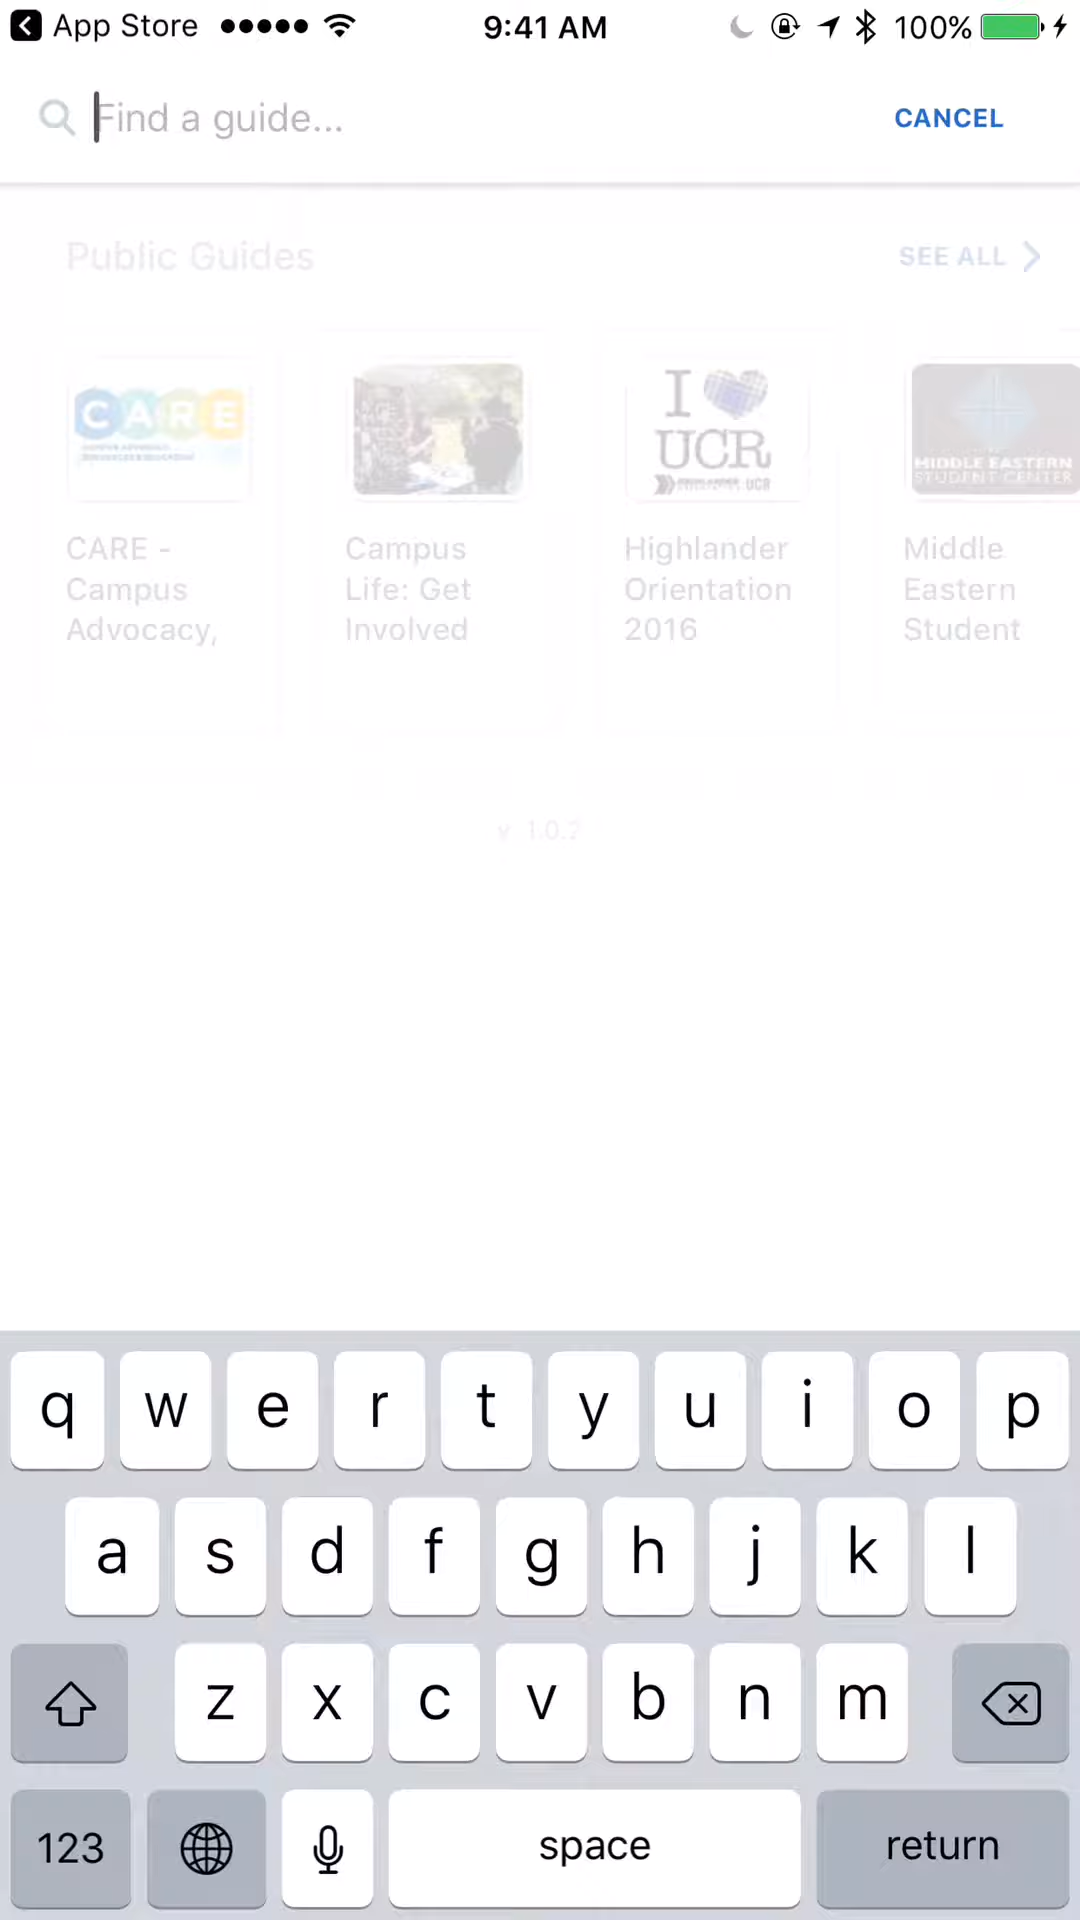 App Store 9:41 AM 100%
Find a guide... CANCEL
Public Guides SEE ALL
CARE
I
UCR
MIDDLE EASTERN
STUDENT CENTER
CARE -
Campus
Advocacy,
Campus
Life: Get
Involved
Highlander
Orientation
2016
Middle
Eastern
Student
v 1.0.2
q w e r t y u i o p
a s d f g h j k l
z x c v b n m
123 space return